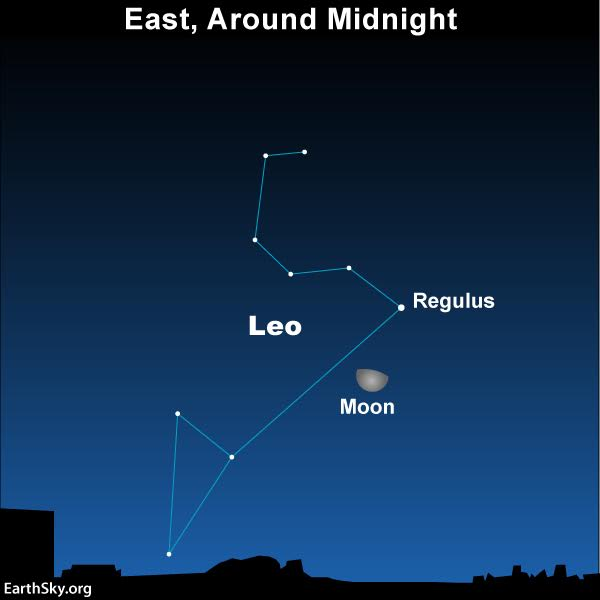 East, Around Midnight
Regulus
Leo
Moon
EarthSky.org